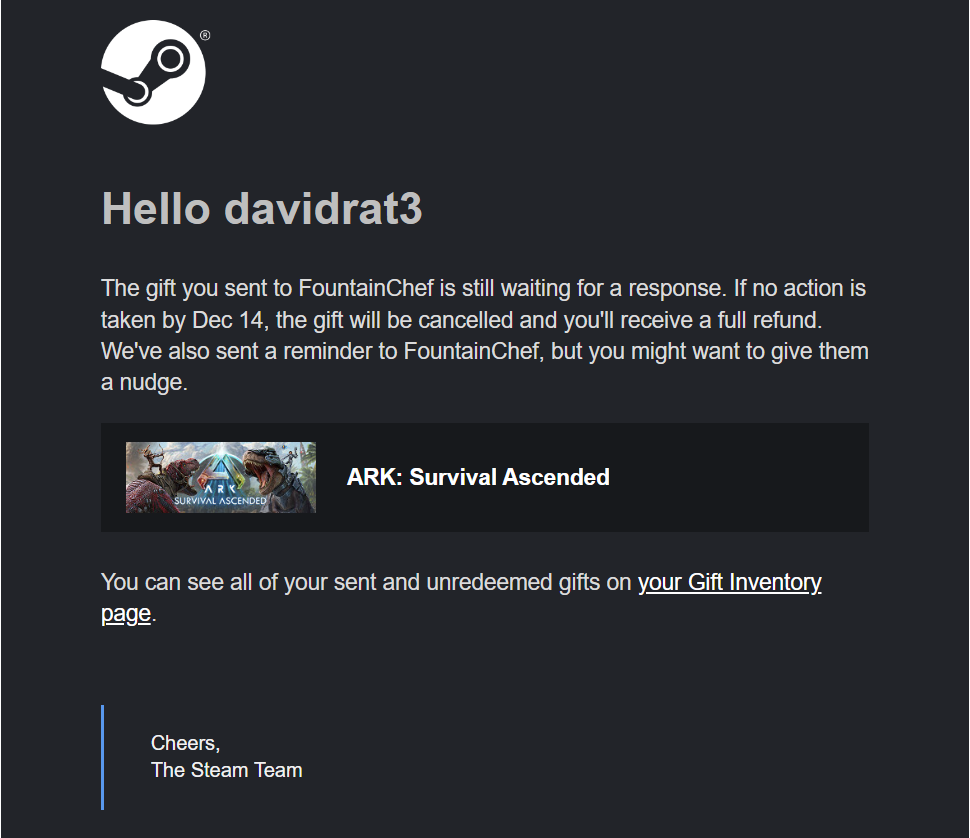 ®
Hello davidrat3
The gift you sent to FountainChef is still waiting for a response. If no action is
taken by Dec 14, the gift will be cancelled and you'll receive a full refund.
We've also sent a reminder to FountainChef, but you might want to give them
a nudge.
ARK
SURVIVAL ASCENDED
ARK: Survival Ascended
You can see all of your sent and unredeemed gifts on your Gift Inventory
page.
Cheers,
The Steam Team